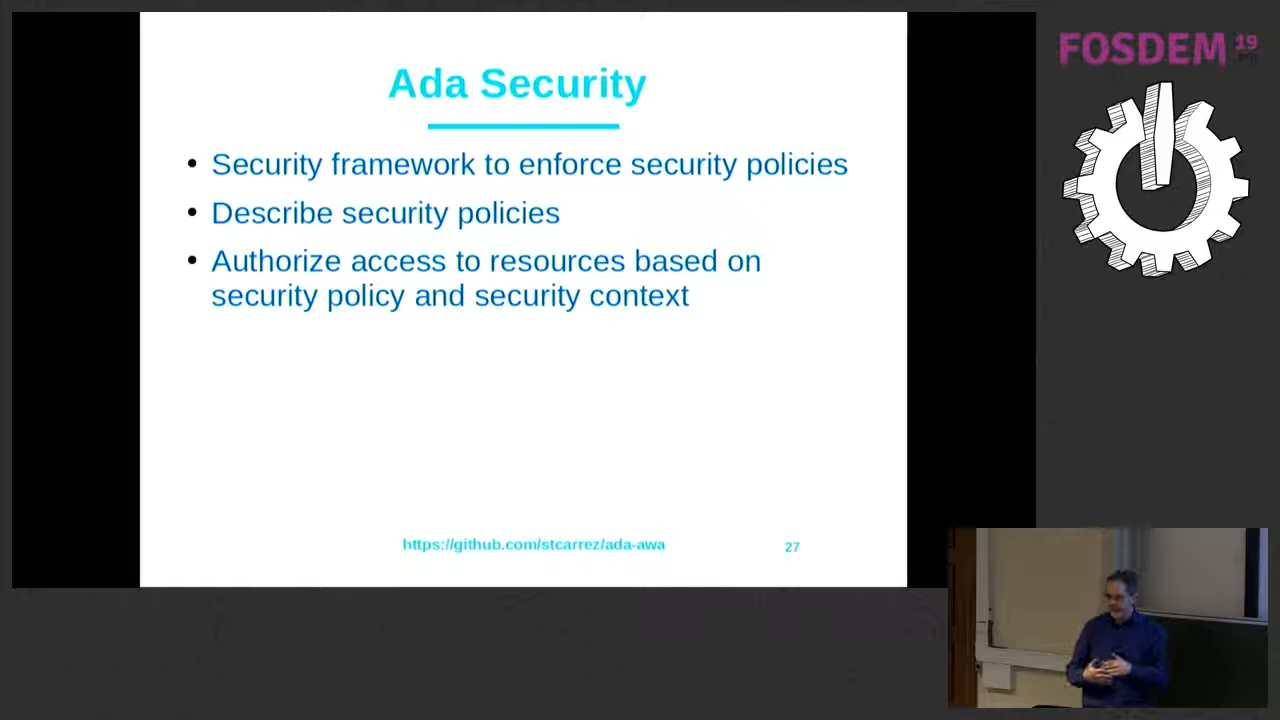 Ada Security
• Security framework to enforce security policies
• Describe security policies
• Authorize access to resources based on
security policy and security context
https://github.com/stcarrez/ada-awa
27
FOSDEM 19
.org